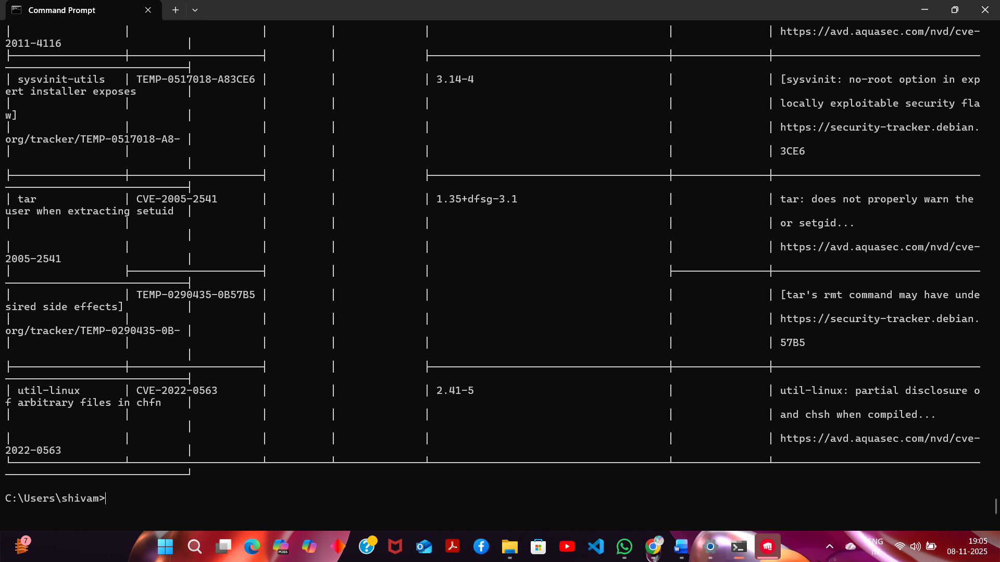 Command Prompt
https://avd.aquasec.com/nvd/cve-
2011-4116
sysvinit-utils TEMP-0517018-A83CE6 3.14-4 [sysvinit: no-root option in exp
ert installer exposes
locally exploitable security fla
w]
https://security-tracker.debian.
org/tracker/TEMP-0517018-A8-
3CE6
tar CVE-2005-2541 1.35+dfsg-3.1 tar: does not properly warn the
user when extracting setuid
or setgid...
https://avd.aquasec.com/nvd/cve-
2005-2541
TEMP-0290435-0B57B5 [tar's rmt command may have unde
sired side effects]
https://security-tracker.debian.
org/tracker/TEMP-0290435-0B-
57B5
util-linux CVE-2022-0563 2.41-5 util-linux: partial disclosure o
f arbitrary files in chfn
and chsh when compiled...
https://avd.aquasec.com/nvd/cve-
2022-0563
C:\Users\shivam>
7
M365
ENG
IN
19:05
08-11-2025